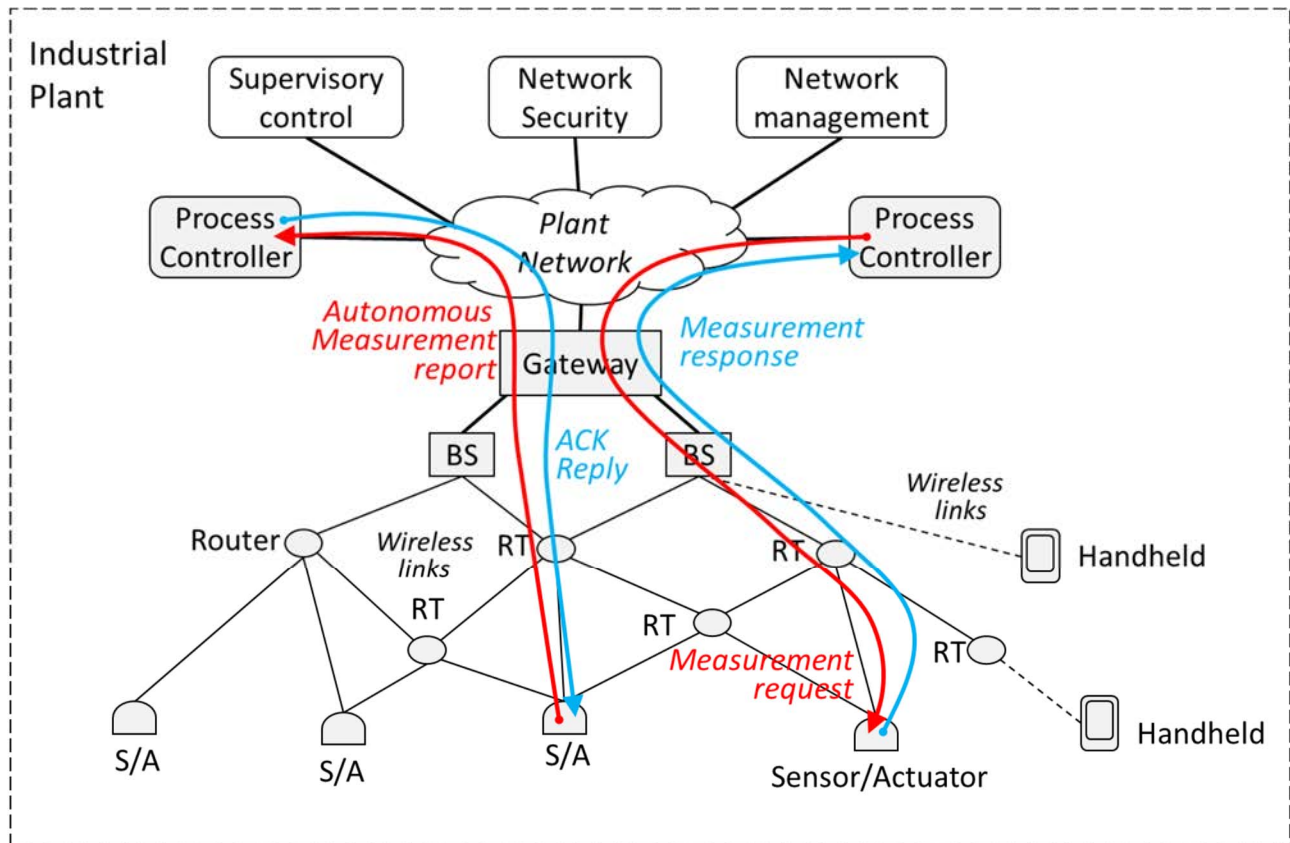 Industrial
Plant
Supervisory
control
Network
Security
Network
management
Process
Controller
Plant
Network
Process
Controller
Autonomous
Measurement
report
Gateway
Measurement
response
BS
ACK
Reply
BS
Wireless
links
Router
Wireless
links
RT
RT
Handheld
RT
RT
Measurement
request
RT
S/A
S/A
S/A
Sensor/Actuator
Handheld